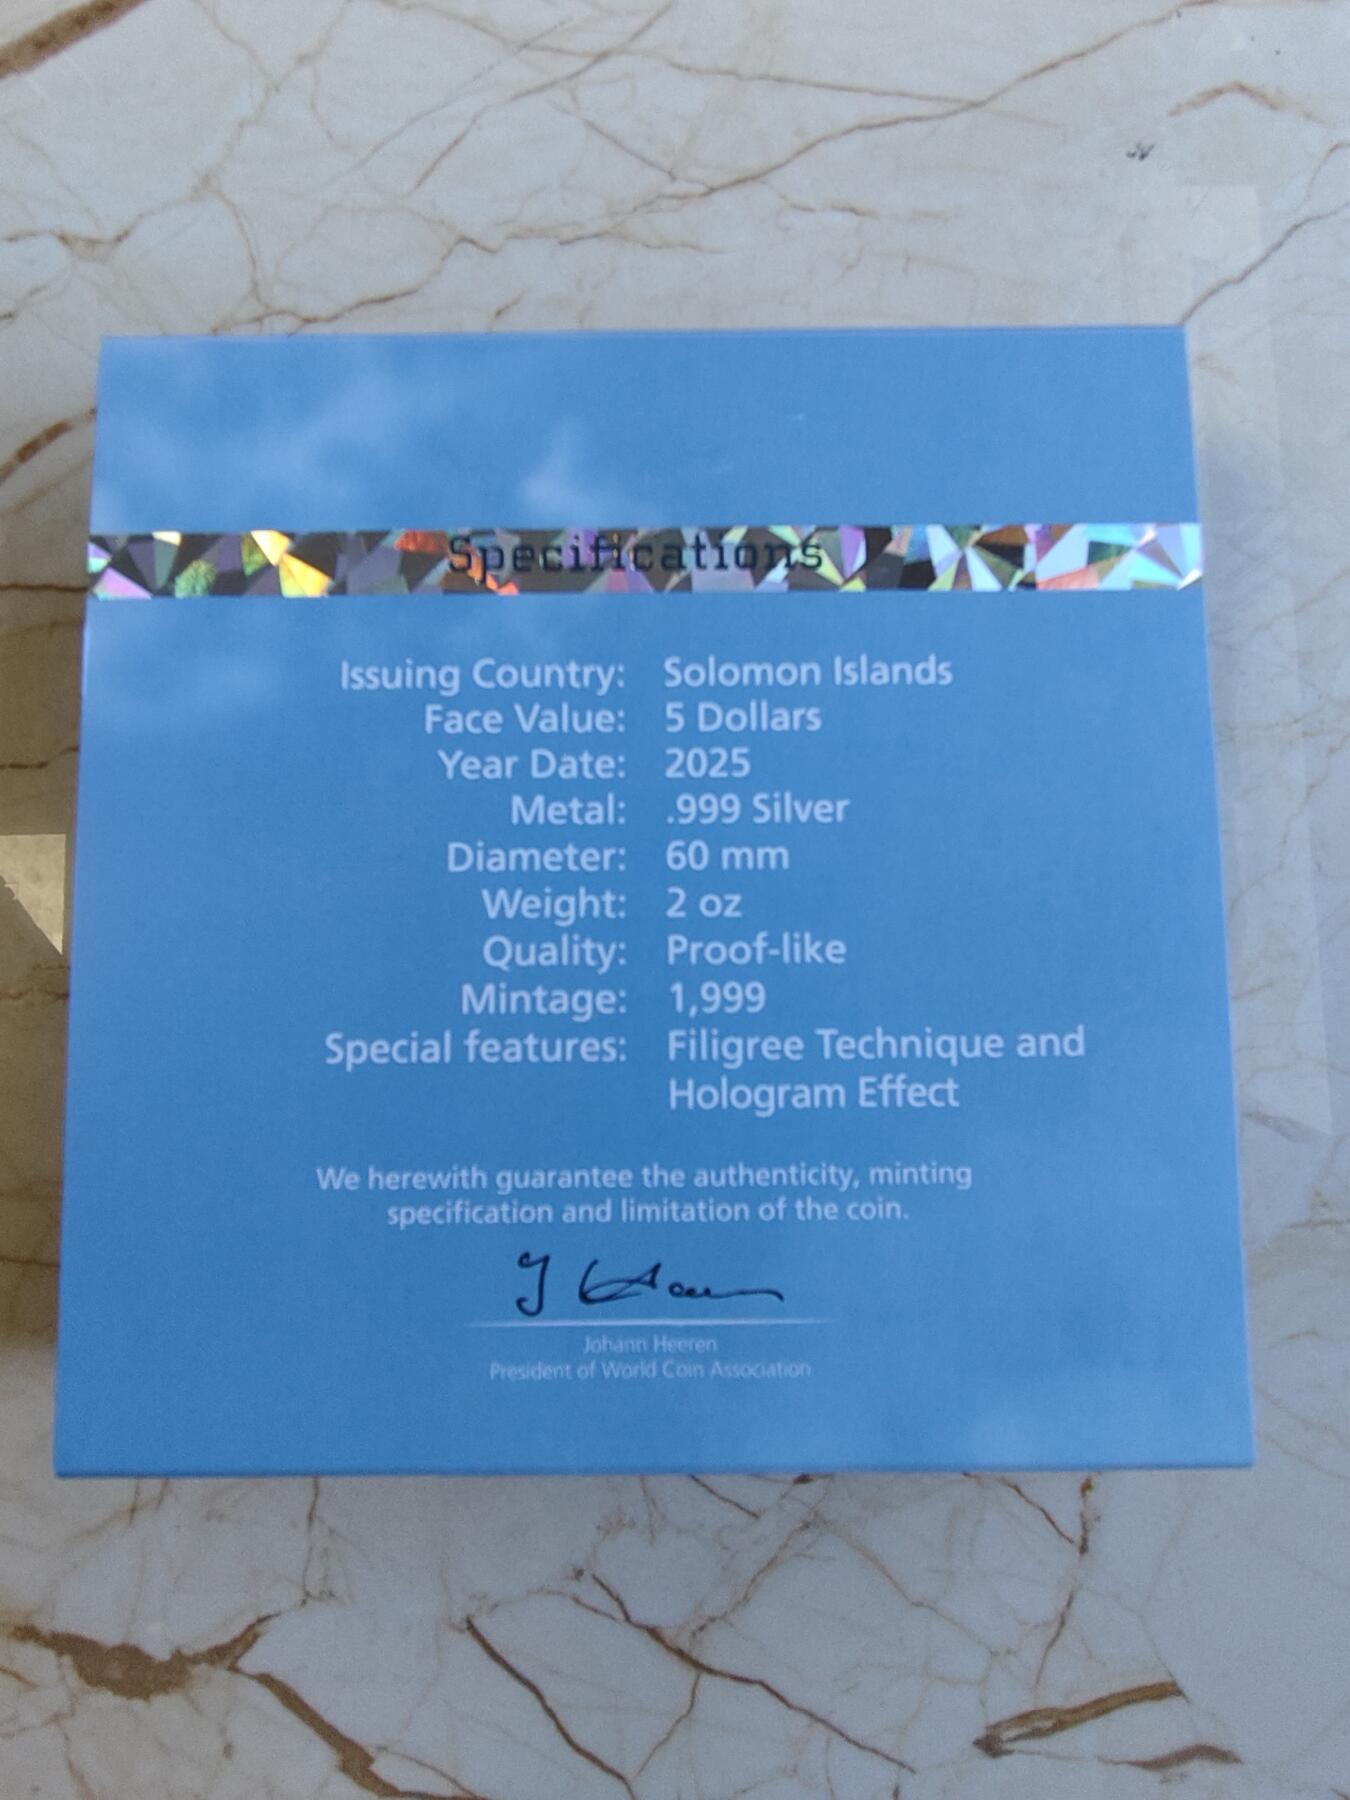 Specifications
Issuing Country: Solomon Islands
Face Value: 5 Dollars
Year Date: 2025
Metal: .999 Silver
Diameter: 60 mm
Weight: 2 oz
Quality: Proof-like
Mintage: 1,999
Special features: Filigree Technique and
Hologram Effect
We herewith guarantee the authenticity, minting
specification and limitation of the coin.
Johann Heeren
President of World Coin Association